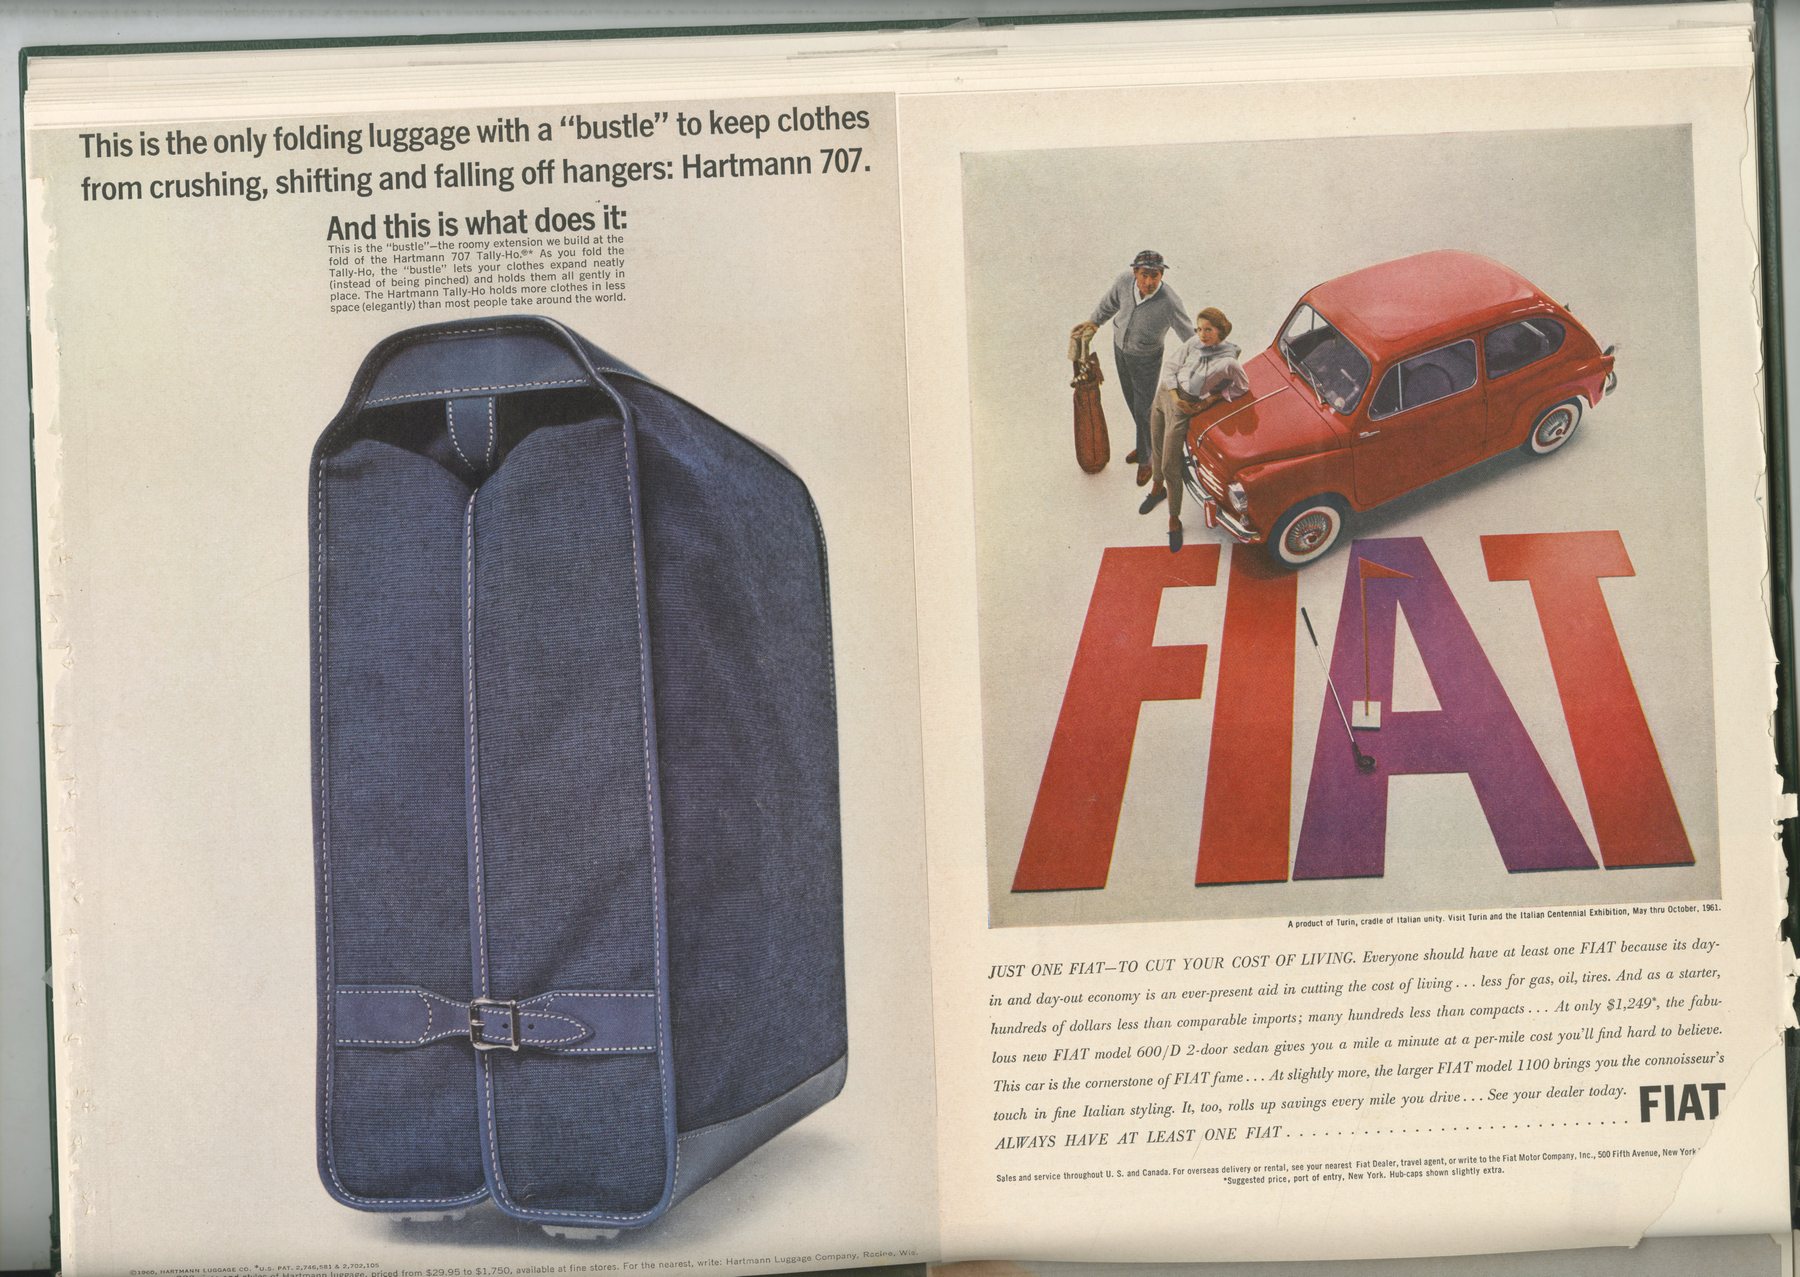 This is the only folding luggage with a “bustle” to keep clothes
from crushing, shifting and falling off hangers: Hartmann 707.
And this is what does it:
This is the “bustle”—the roomy extension we build at the
fold of the Hartmann 707 Tally-Ho.®* As you fold the
Tally-Ho, the “bustle” lets your clothes expand neatly
(instead of being pinched) and holds them all gently in
place. The Hartmann Tally-Ho holds more clothes in less
space (elegantly) than most people take around the world.
©1960, HARTMANN LUGGAGE CO. *U.S. PAT. 2,746,581 & 2,702,105
and styles of Hartmann luggage, priced from $29.95 to $1,750, available at fine stores. For the nearest, write: Hartmann Luggage Company, Racine, Wis.
FIAT
A product of Turin, cradle of Italian unity. Visit Turin and the Italian Centennial Exhibition, May thru October, 1961.
JUST ONE FIAT—TO CUT YOUR COST OF LIVING. Everyone should have at least one FIAT because its day-
in and day-out economy is an ever-present aid in cutting the cost of living . . . less for gas, oil, tires. And as a starter,
hundreds of dollars less than comparable imports; many hundreds less than compacts . . . At only $1,249*, the fabu-
lous new FIAT model 600/D 2-door sedan gives you a mile a minute at a per-mile cost you’ll find hard to believe.
This car is the cornerstone of FIAT fame . . . At slightly more, the larger FIAT model 1100 brings you the connoisseur’s
touch in fine Italian styling. It, too, rolls up savings every mile you drive . . . See your dealer today.
ALWAYS HAVE AT LEAST ONE FIAT . . . . . . . . . . . . . . . . . . . . . . . . . . . FIAT
Sales and service throughout U. S. and Canada. For overseas delivery or rental, see your nearest Fiat Dealer, travel agent, or write to the Fiat Motor Company, Inc., 500 Fifth Avenue, New York
*Suggested price, port of entry, New York. Hub-caps shown slightly extra.